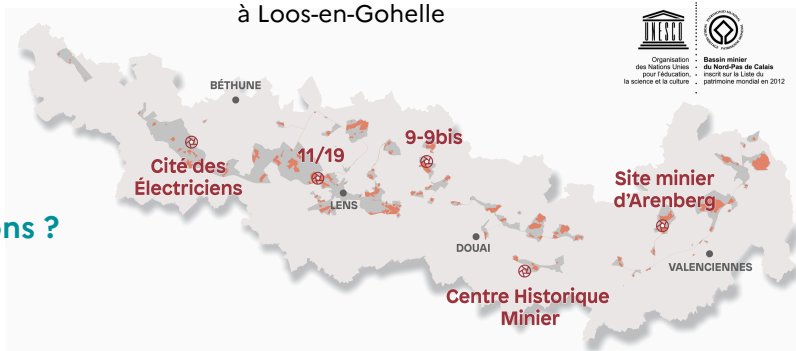 à Loos-en-Gohelle
UNESCO
Organisation
des Nations Unies
pour l'éducation,
la science et la culture
Bassin minier
du Nord-Pas de Calais
inscrit sur la Liste du
patrimoine mondial en 2012
BÉTHUNE
9-9bis
11/19
Cité des
Électriciens
LENS
Site minier
d'Arenberg
ns ?
DOUAI
VALENCIENNES
Centre Historique
Minier